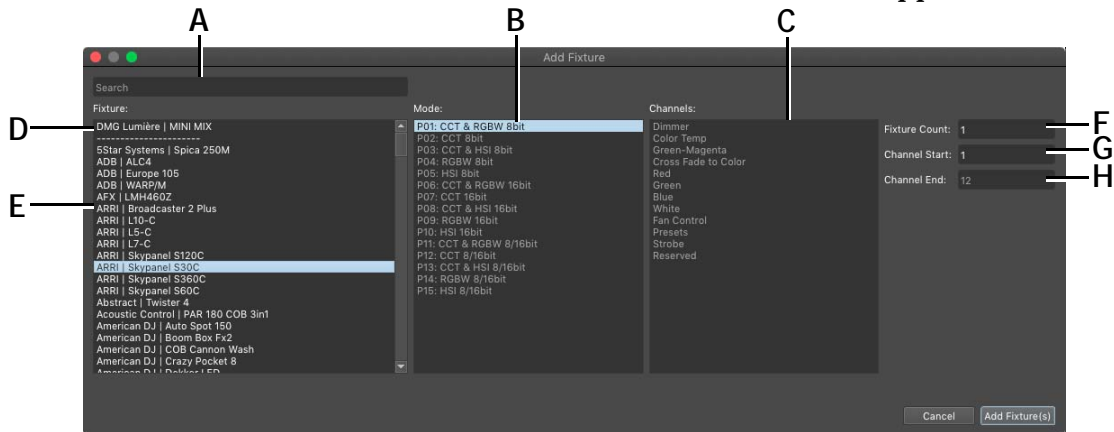 A
B
C
Add Fixture
Search
Fixture:
Mode:
Channels:
D
DMG Lumière | MINI MIX
--------------------
5Star Systems | Spica 250M
ADB | ALC4
ADB | Europe 105
ADB | WARP/M
AFX | LMH460Z
E
ARRI | Broadcaster 2 Plus
ARRI | L10-C
ARRI | L5-C
ARRI | L7-C
ARRI | Skypanel S120C
ARRI | Skypanel S30C
ARRI | Skypanel S360C
ARRI | Skypanel S60C
Abstract | Twister 4
Acoustic Control | PAR 180 COB 3in1
American DJ | Auto Spot 150
American DJ | Boom Box Fx2
American DJ | COB Cannon Wash
American DJ | Crazy Pocket 8
American DJ | Dekker LED
P01: CCT & RGBW 8bit
P02: CCT 8bit
P03: CCT & HSI 8bit
P04: RGBW 8bit
P05: HSI 8bit
P06: CCT & RGBW 16bit
P07: CCT 16bit
P08: CCT & HSI 16bit
P09: RGBW 16bit
P10: HSI 16bit
P11: CCT & RGBW 8/16bit
P12: CCT 8/16bit
P13: CCT & HSI 8/16bit
P14: RGBW 8/16bit
P15: HSI 8/16bit
Dimmer
Color Temp
Green-Magenta
Cross Fade to Color
Red
Green
Blue
White
Fan Control
Presets
Strobe
Reserved
Fixture Count: 1
F
Channel Start: 1
G
Channel End: 12
H
Cancel
Add Fixture(s)